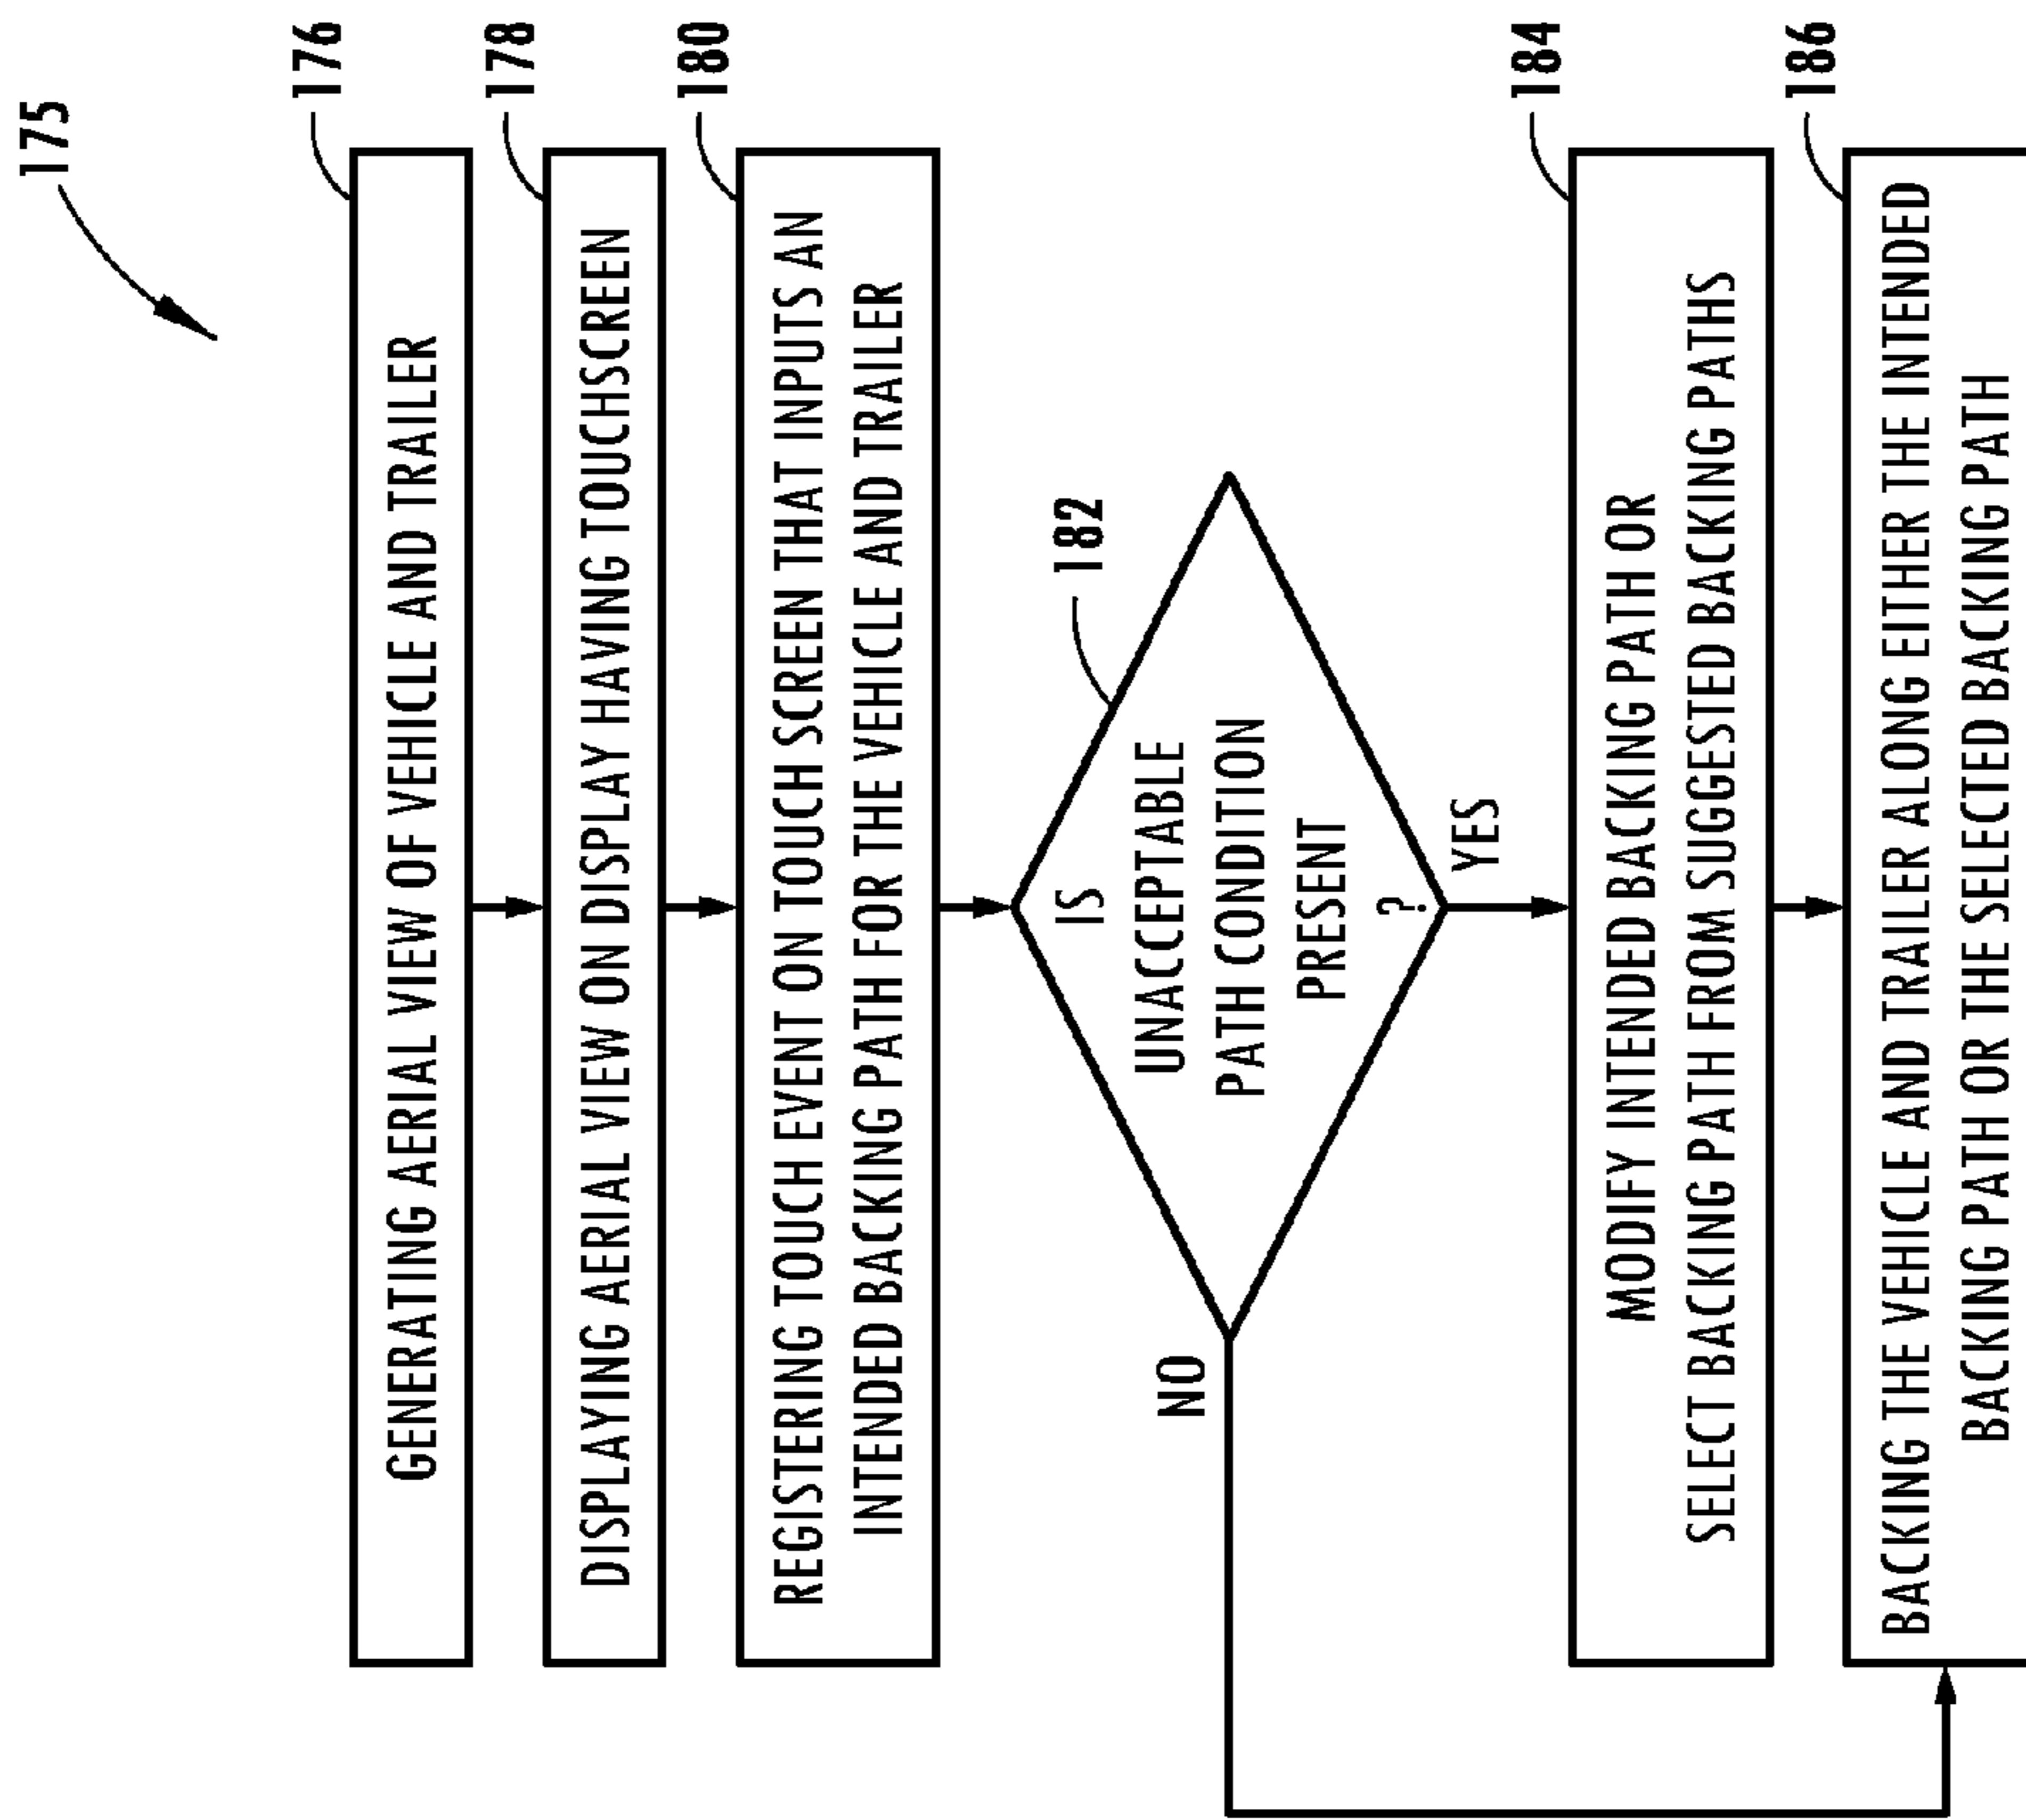 175
176
GENERATING AERIAL VIEW OF VEHICLE AND TRAILER
178
DISPLAYING AERIAL VIEW ON DISPLAY HAVING TOUCHSCREEN
180
REGISTERING TOUCH EVENT ON TOUCH SCREEN THAT INPUTS AN
INTENDED BACKING PATH FOR THE VEHICLE AND TRAILER
182
IS
UNACCEPTABLE
PATH CONDITION
PRESENT
?
NO
YES
184
MODIFY INTENDED BACKING PATH OR
SELECT BACKING PATH FROM SUGGESTED BACKING PATHS
186
BACKING THE VEHICLE AND TRAILER ALONG EITHER THE INTENDED
BACKING PATH OR THE SELECTED BACKING PATH